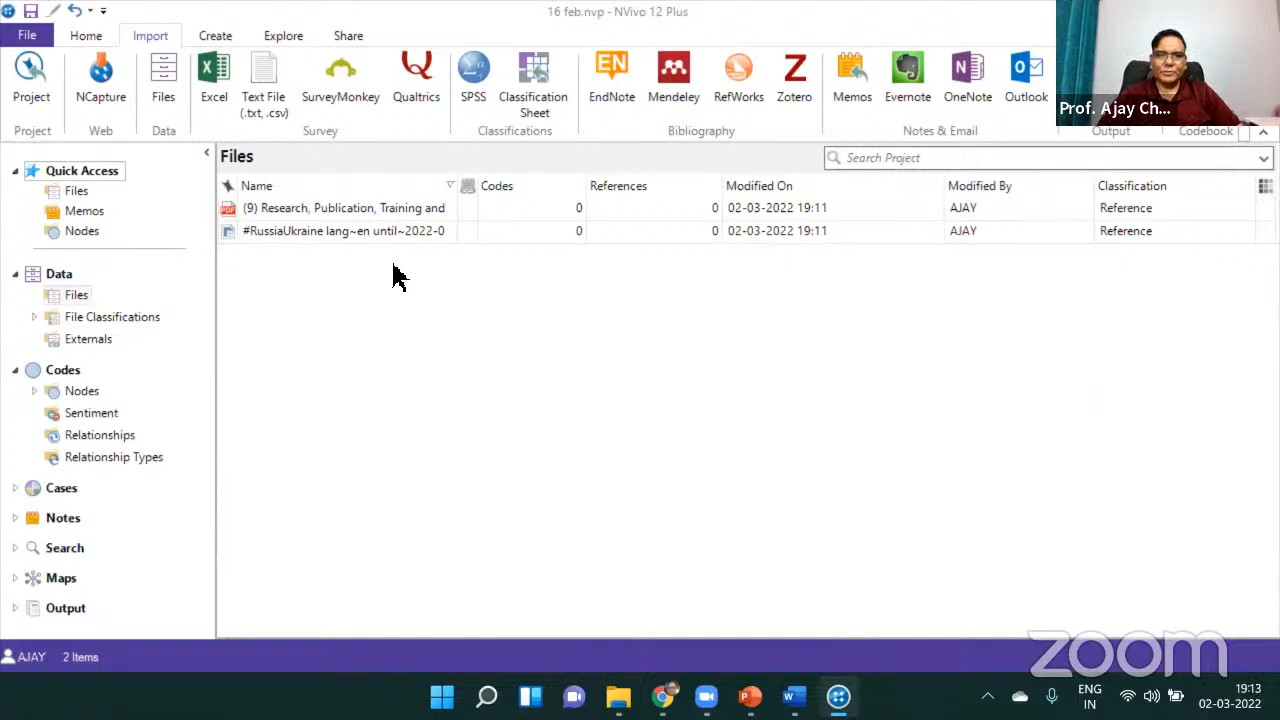 16 feb.nvp - NVivo 12 Plus
File Home Import Create Explore Share
Project NCapture Files Excel Text File (.txt, .csv) SurveyMonkey Qualtrics SPSS Classification Sheet EndNote Mendeley RefWorks Zotero Memos Evernote OneNote Outlook
Project Web Data Survey Classifications Bibliography Notes & Email Output Codebook
Prof. Ajay Ch...
Quick Access
Files
Memos
Nodes
Data
Files
File Classifications
Externals
Codes
Nodes
Sentiment
Relationships
Relationship Types
Cases
Notes
Search
Maps
Output
Files Search Project
Name Codes References Modified On Modified By Classification
(9) Research, Publication, Training and 0 0 02-03-2022 19:11 AJAY Reference
#RussiaUkraine lang~en until~2022-0 0 0 02-03-2022 19:11 AJAY Reference
AJAY 2 Items
zoom
ENG
IN
19:13
02-03-2022